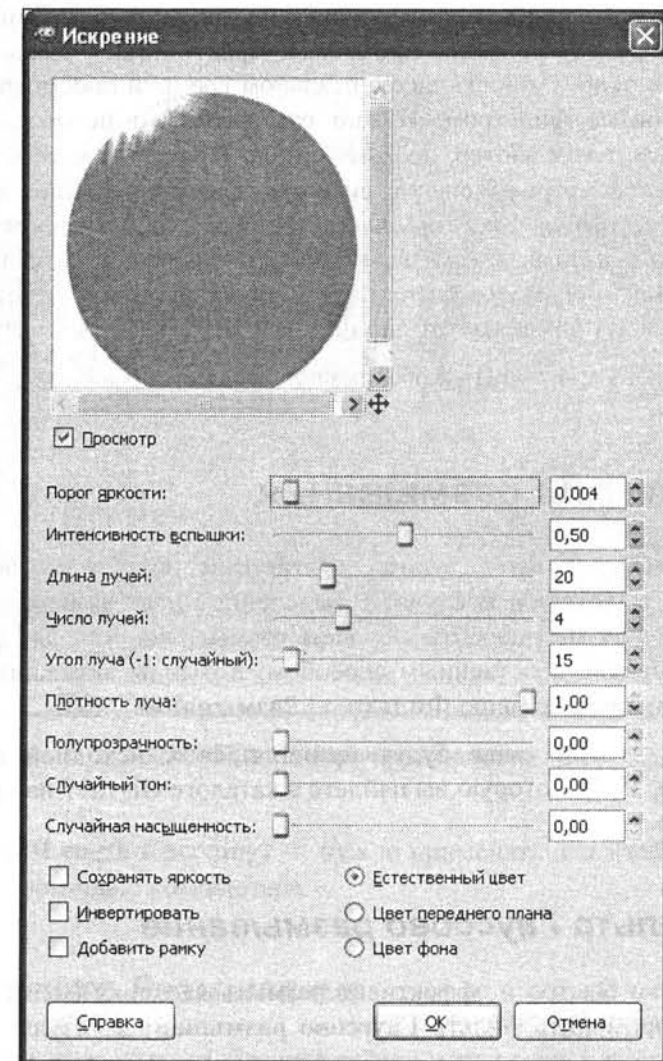 Искрение
Просмотр
Порог яркости: 0,004
Интенсивность вспышки: 0,50
Длина лучей: 20
Число лучей: 4
Угол луча (-1: случайный): 15
Плотность луча: 1,00
Полупрозрачность: 0,00
Случайный тон: 0,00
Случайная насыщенность: 0,00
Сохранять яркость Естественный цвет
Инвертировать Цвет переднего плана
Добавить рамку Цвет фона
Справка OK Отмена